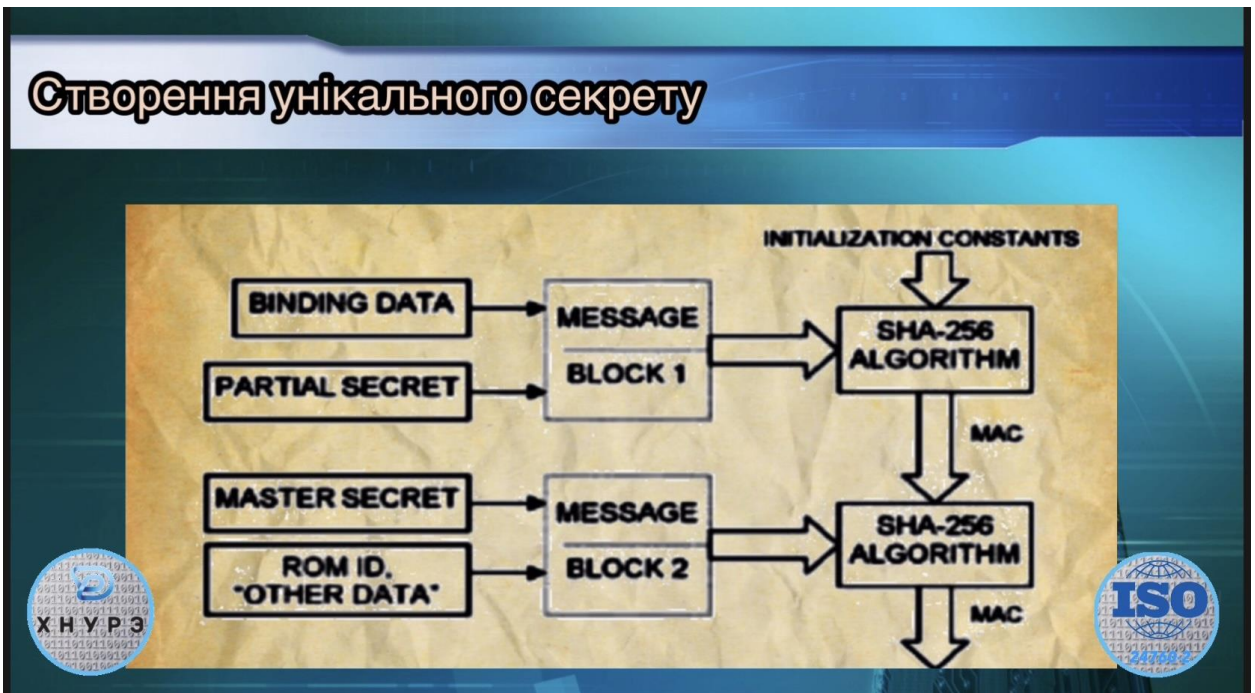 Створення унікального секрету
INITIALIZATION CONSTANTS
BINDING DATA
PARTIAL SECRET
MESSAGE
BLOCK 1
SHA-256
ALGORITHM
MAC
MASTER SECRET
ROM ID.
"OTHER DATA"
MESSAGE
BLOCK 2
SHA-256
ALGORITHM
MAC
ХНУРЭ
ISO